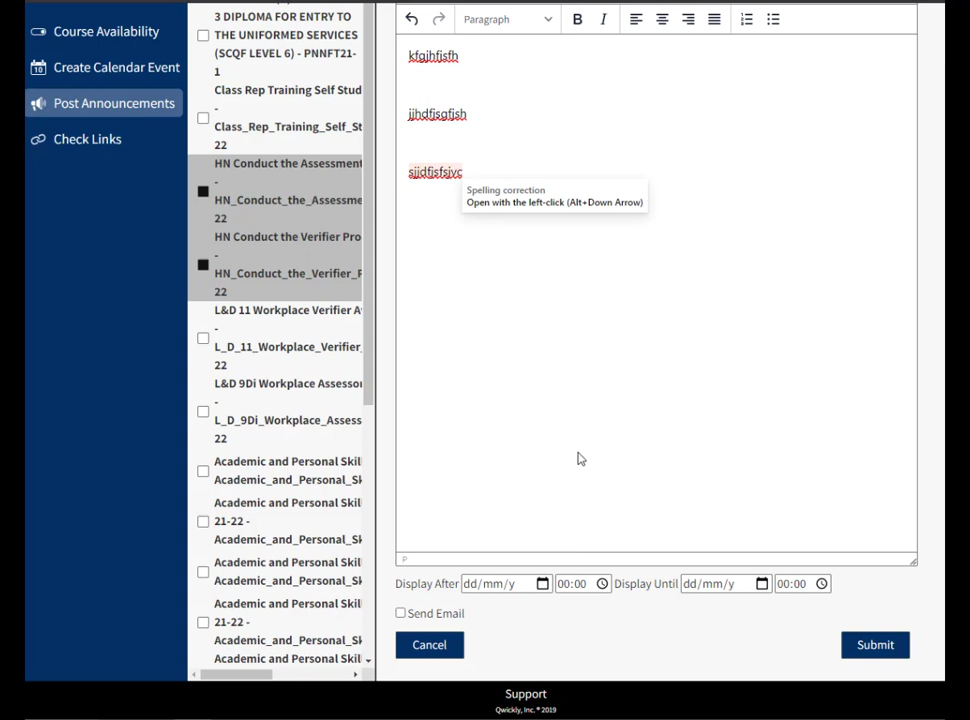 Course Availability
Create Calendar Event
Post Announcements
Check Links
3 DIPLOMA FOR ENTRY TO
THE UNIFORMED SERVICES
(SCQF LEVEL 6) - PNNFT21-
1
Class Rep Training Self Stud
-
Class_Rep_Training_Self_St
22
HN Conduct the Assessment
-
HN_Conduct_the_Assessme
22
HN Conduct the Verifier Pro
-
HN_Conduct_the_Verifier_P
22
L&D 11 Workplace Verifier A
-
L_D_11_Workplace_Verifier_
22
L&D 9Di Workplace Assessor
-
L_D_9Di_Workplace_Assess
22
Academic and Personal Skil
Academic_and_Personal_Sk
Academic and Personal Skil
21-22 -
Academic_and_Personal_Sk
Academic and Personal Skil
Academic_and_Personal_Sk
Academic and Personal Skil
21-22 -
Academic_and_Personal_Sk
Academic and Personal Skil
Paragraph
B I
Spelling correction
Open with the left-click (Alt+Down Arrow)
P
Display After dd/mm/y 00:00 Display Until dd/mm/y 00:00
Send Email
Cancel
Submit
Support
Qwickly, Inc. © 2019